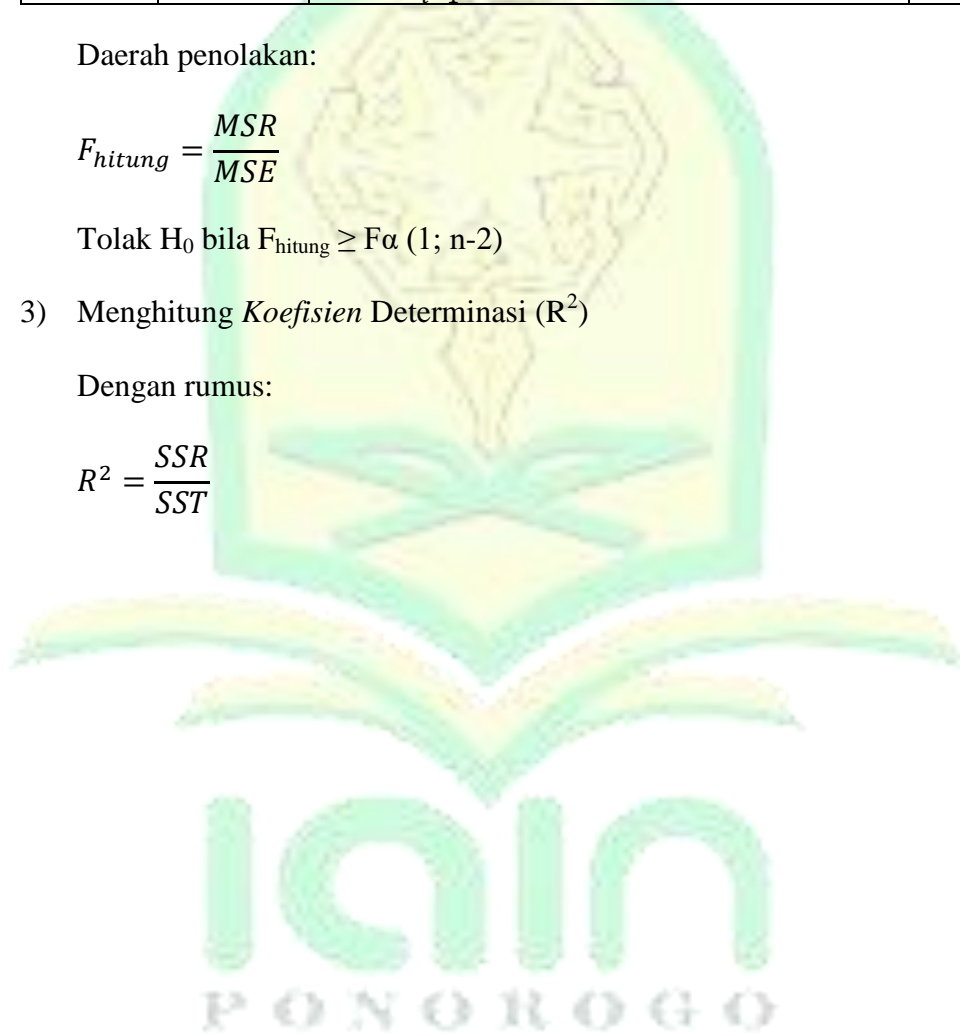 Daerah penolakan:
F_hitung = MSR/MSE
Tolak H₀ bila F_hitung ≥ Fα (1; n-2)
3) Menghitung Koefisien Determinasi (R²)
Dengan rumus:
R² = SSR/SST
iain
PONOROGO